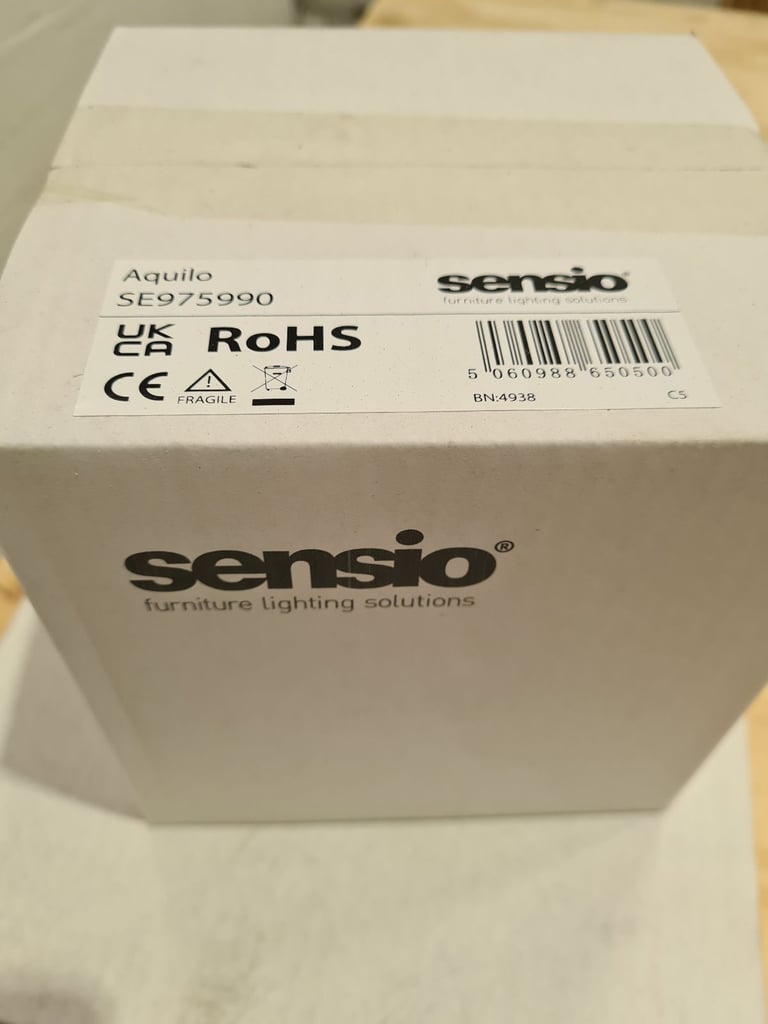 Aquilo
SE975990
sensio
furniture lighting solutions
UK
CA
RoHS
CE
FRAGILE
5 060988 650500
BN:4938
C5
sensio®
furniture lighting solutions